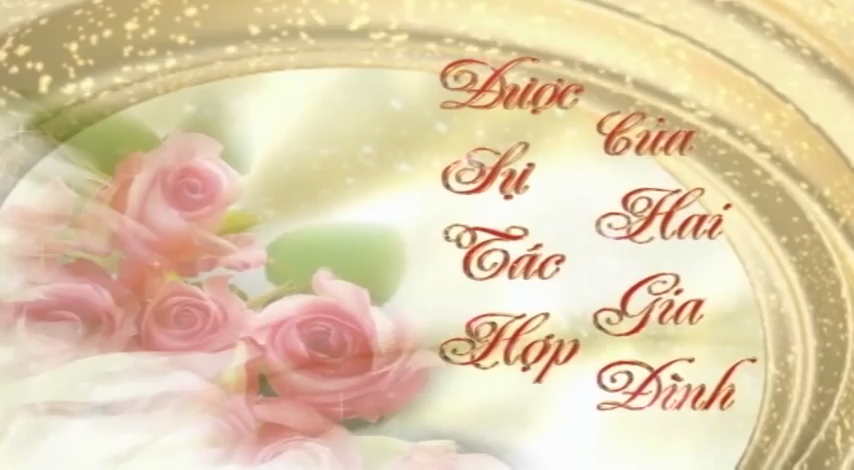 Được
Sự
Tác
Hợp
Của
Hai
Gia
Đình